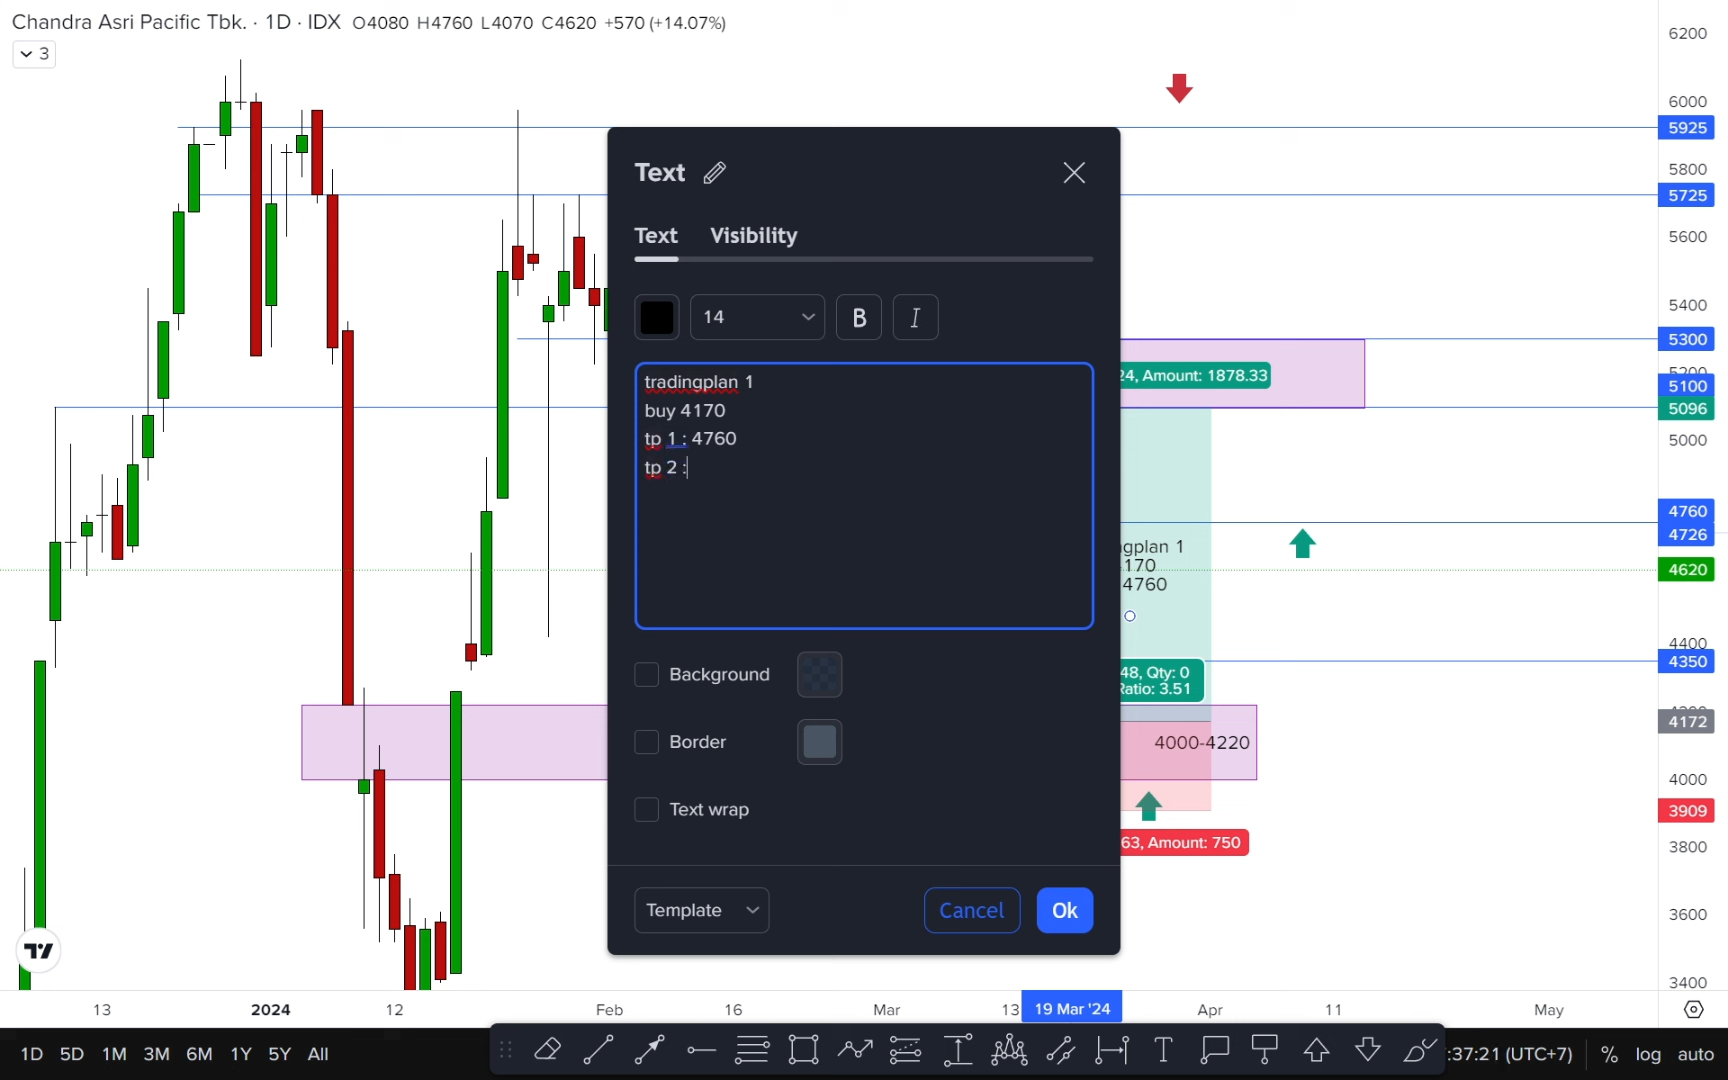 Chandra Asri Pacific Tbk. · 1D · IDX O4080 H4760 L4070 C4620 +570 (+14.07%)
3
6200
6000
5925
5800
5725
5600
5400
5300
5100
5096
5000
4760
4726
4620
4400
4350
4172
4000
3909
3800
3600
3400
Text
Text Visibility
14 B I
tradingplan 1
buy 4170
tp 1 : 4760
tp 2 :
Background
Border
Text wrap
Template Cancel Ok
24, Amount: 1878.33
ngplan 1
170
4760
48, Qty: 0
Ratio: 3.51
4000-4220
63, Amount: 750
13 2024 12 Feb 16 Mar 13 19 Mar '24 Apr 11 May
1D 5D 1M 3M 6M 1Y 5Y All
:37:21 (UTC+7) % log auto